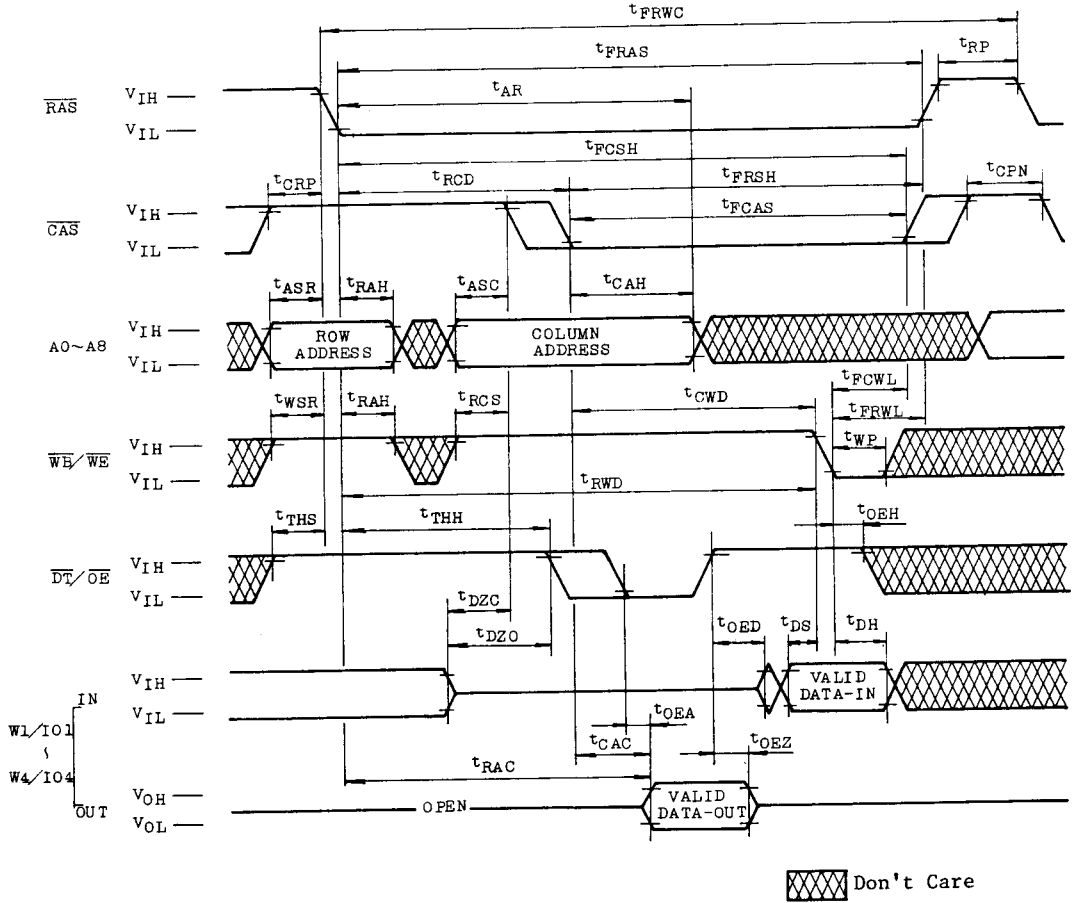 tFRWC
tFRAS
tRP
tAR
RAS
VIH
VIL
tFCSH
tCRP
tRCD
tFRSH
tCPN
tFCAS
CAS
VIH
VIL
tASR
tRAH
tASC
tCAH
A0~A8
VIH
VIL
ROW
ADDRESS
COLUMN
ADDRESS
tFCWL
tWSR
tRAH
tRCS
tCWD
tFRWL
tWP
WB/WE
VIH
VIL
tRWD
tTHS
tTHH
tOEH
DT/OE
VIH
VIL
tDZC
tDZO
tOED
tDS
tDH
IN
VIH
VIL
VALID
DATA-IN
W1/IO1
~
W4/IO4
tOEA
tCAC
tOEZ
tRAC
OUT
VOH
VOL
OPEN
VALID
DATA-OUT
Don't Care